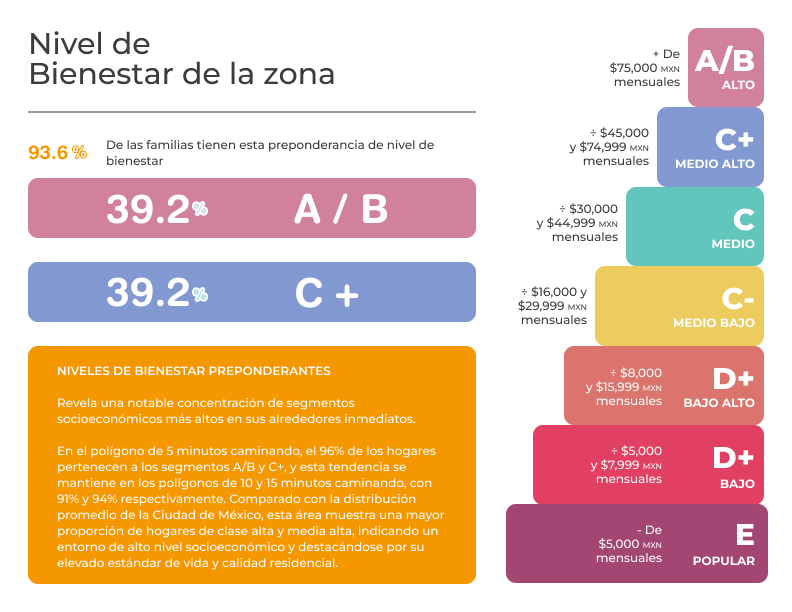 Nivel de
Bienestar de la zona
93.6 %
De las familias tienen esta preponderancia de nivel de
bienestar
39.2% A / B
39.2% C +
NIVELES DE BIENESTAR PREPONDERANTES
Revela una notable concentración de segmentos
socioeconómicos más altos en sus alrededores inmediatos.
En el polígono de 5 minutos caminando, el 96% de los hogares
pertenecen a los segmentos A/B y C+, y esta tendencia se
mantiene en los polígonos de 10 y 15 minutos caminando, con
91% y 94% respectivamente. Comparado con la distribución
promedio de la Ciudad de México, esta área muestra una mayor
proporción de hogares de clase alta y media alta, indicando un
entorno de alto nivel socioeconómico y destacándose por su
elevado estándar de vida y calidad residencial.
+ De
$75,000 MXN
mensuales
A/B
ALTO
÷ $45,000
y $74,999 MXN
mensuales
C+
MEDIO ALTO
÷ $30,000
y $44,999 MXN
mensuales
C
MEDIO
÷ $16,000 y
$29,999 MXN
mensuales
C-
MEDIO BAJO
÷ $8,000
y $15,999 MXN
mensuales
D+
BAJO ALTO
÷ $5,000
y $7,999 MXN
mensuales
D+
BAJO
- De
$5,000 MXN
mensuales
E
POPULAR